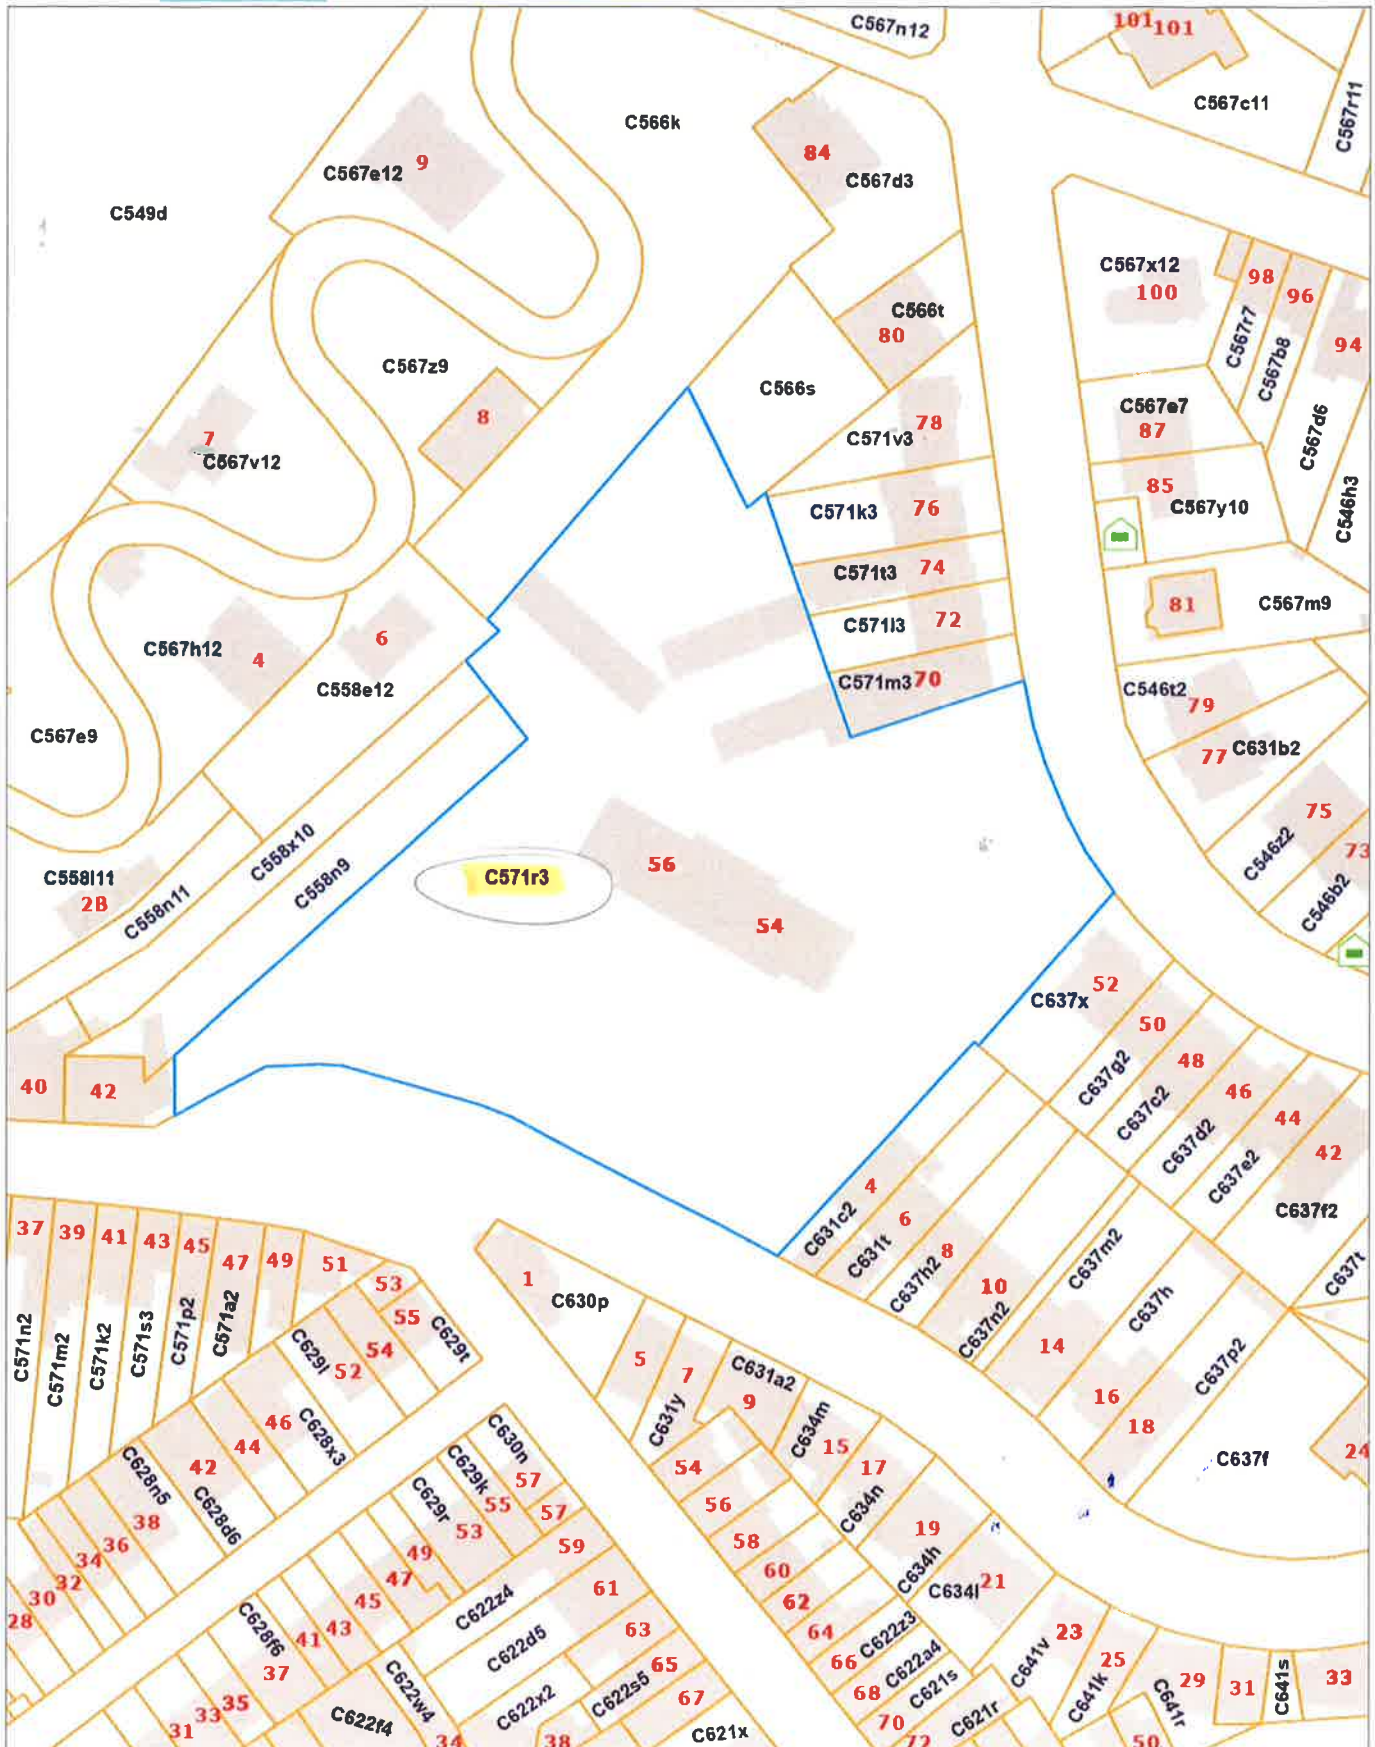 C567n12
101
101
C567c11
C567r11
C566k
84
C567d3
9
C567e12
C549d
C567x12
100
98
96
94
C567r7
C567b8
C567d6
C546h3
C566t
80
C567z9
8
C566s
C567e7
87
78
C571v3
7
C567v12
85
C567y10
C571k3
76
C571t3
74
C571l3
72
C571m3
70
81
C567m9
C567h12
4
6
C558e12
C567e9
C546t2
79
77
C631b2
75
73
C546z2
C546b2
C558l11
2B
C558n11
C558x10
C558n9
C571r3
56
54
C637x
52
50
48
46
44
42
C637g2
C637c2
C637d2
C637e2
C637f2
C637t
40
42
37
39
41
43
45
47
49
51
53
55
C571n2
C571m2
C571k2
C571s3
C571p2
C571a2
C629l
52
54
C629t
1
C630p
4
6
8
10
14
16
18
C631c2
C631t
C637h2
C637n2
C637m2
C637h
C637p2
C637f
24
5
7
9
C631y
C631a2
C634m
15
17
C634n
19
C634h
C634l
21
46
44
42
C628x3
C628n5
C628d6
38
36
34
32
30
28
C630n
C629k
C629r
57
57
55
53
49
47
45
43
41
37
35
33
31
C628f6
59
61
63
65
67
C622z4
C622d5
C622x2
C622s5
C622w4
C622f4
C621x
34
38
54
56
58
60
62
64
66
68
70
72
C622z3
C622a4
C621s
C621r
C641v
23
25
C641k
C641r
29
31
C641s
33
50